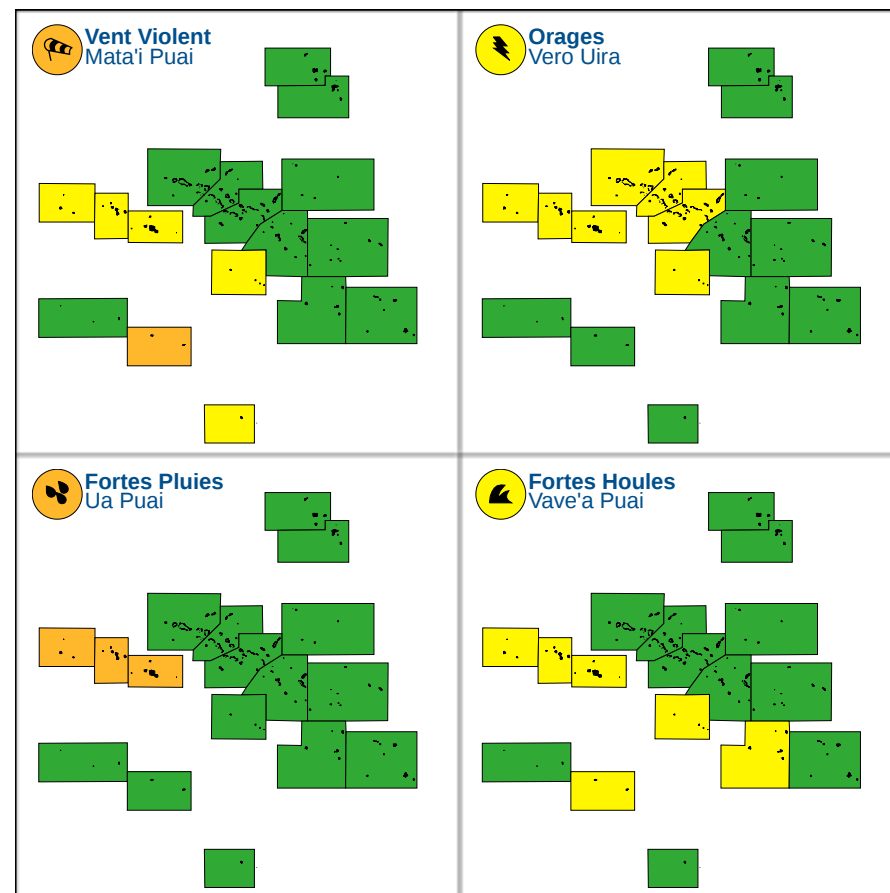 Vent Violent
Mata'i Puai
Orages
Vero Uira
Fortes Pluies
Ua Puai
Fortes Houles
Vave'a Puai